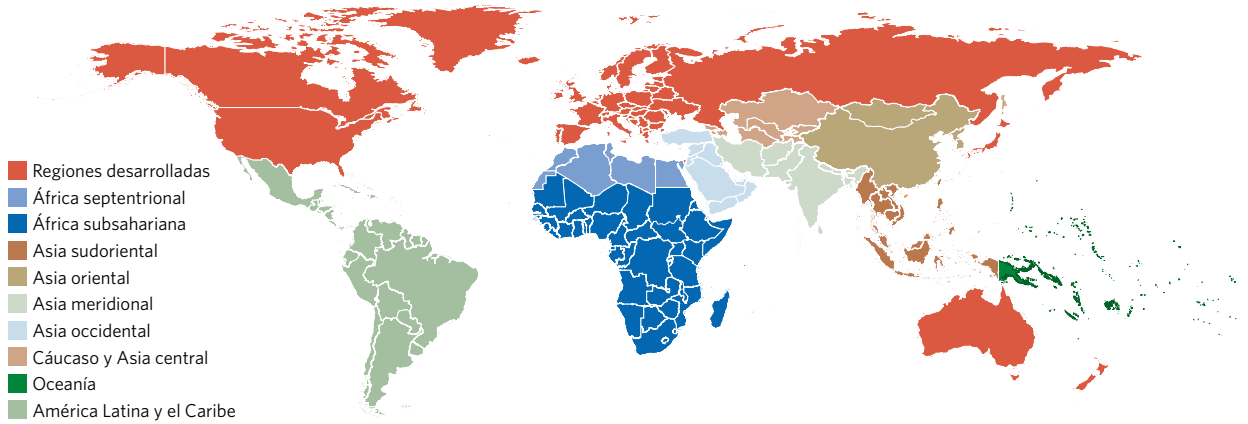 Regiones desarrolladas
África septentrional
África subsahariana
Asia sudoriental
Asia oriental
Asia meridional
Asia occidental
Cáucaso y Asia central
Oceanía
América Latina y el Caribe